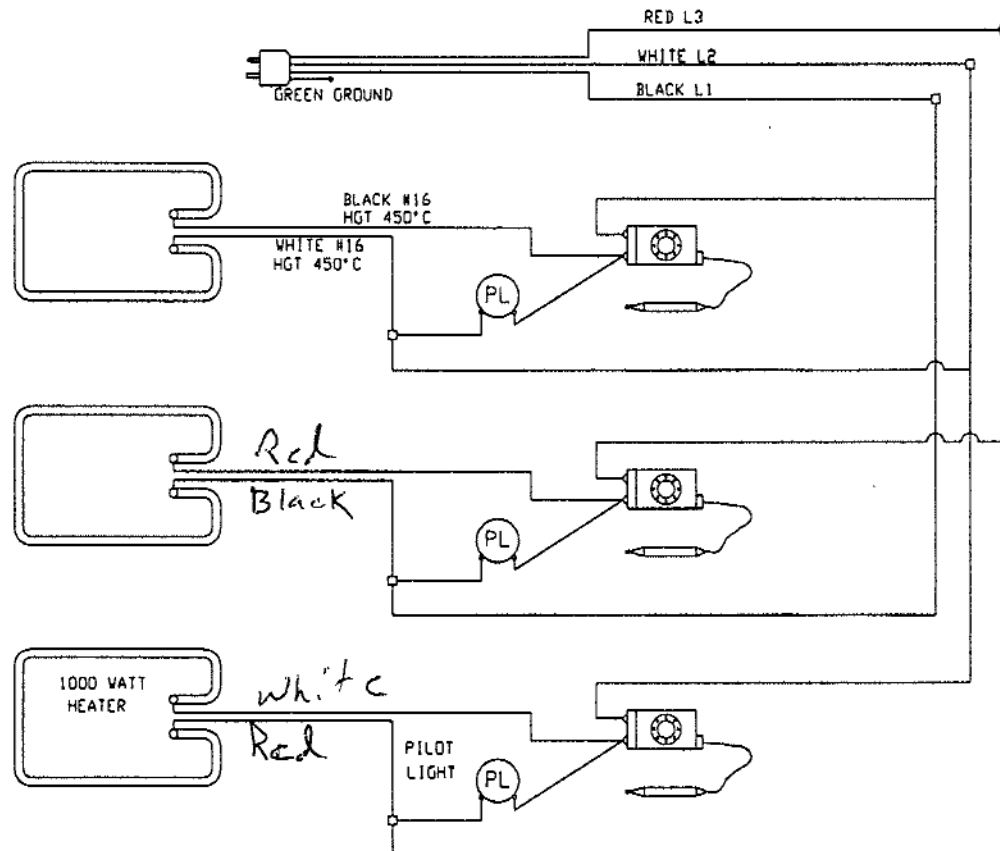 RED L3
WHITE L2
GREEN GROUND
BLACK L1
BLACK #16
HGT 450°C
WHITE #16
HGT 450°C
PL
Red
Black
PL
1000 WATT
HEATER
White
Red
PILOT
LIGHT
PL